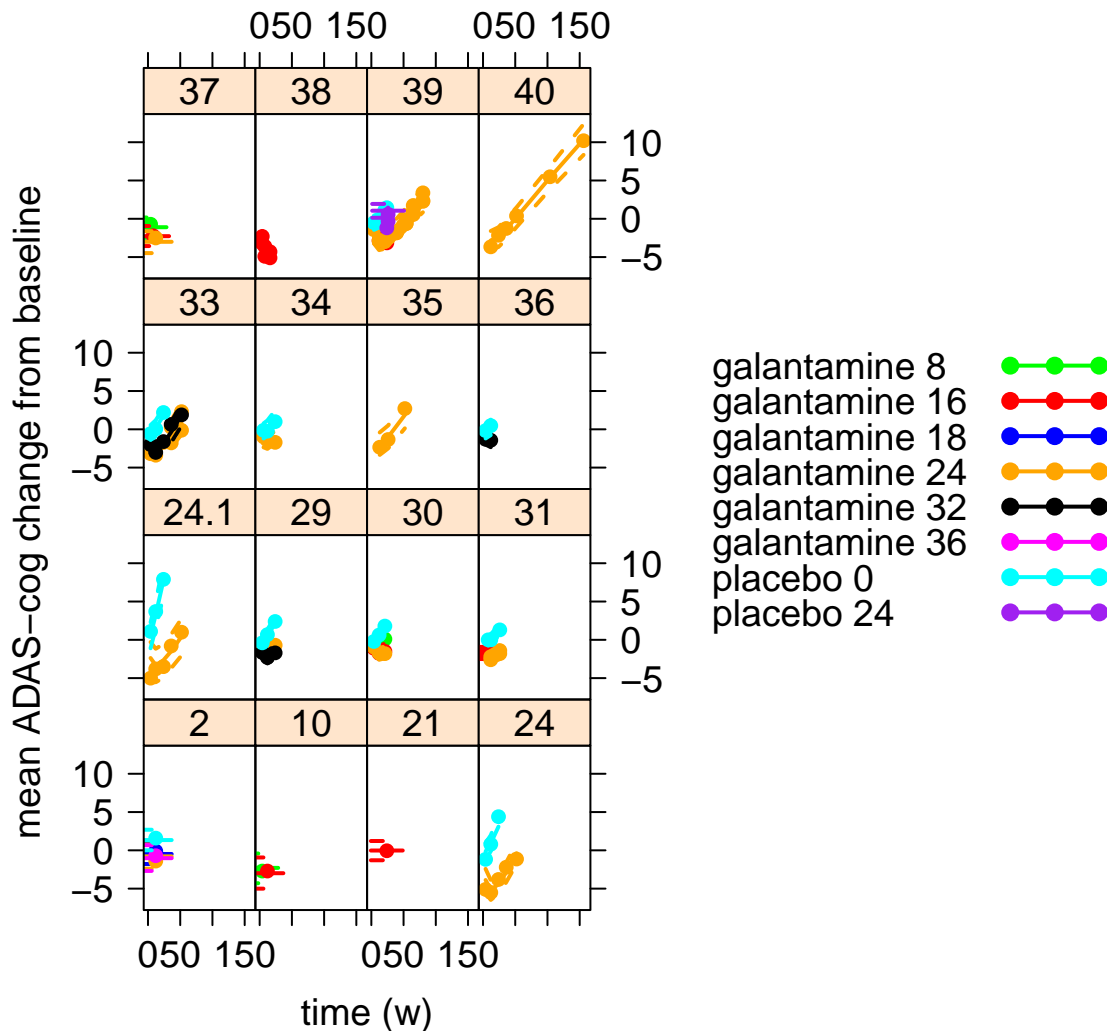 050 150 050 150
37 38 39 40
10
5
0
−5
33 34 35 36
10
5
0
−5
24.1 29 30 31
10
5
0
−5
2 10 21 24
10
5
0
−5
050 150 050 150
time (w)
mean ADAS−cog change from baseline
galantamine 8
galantamine 16
galantamine 18
galantamine 24
galantamine 32
galantamine 36
placebo 0
placebo 24